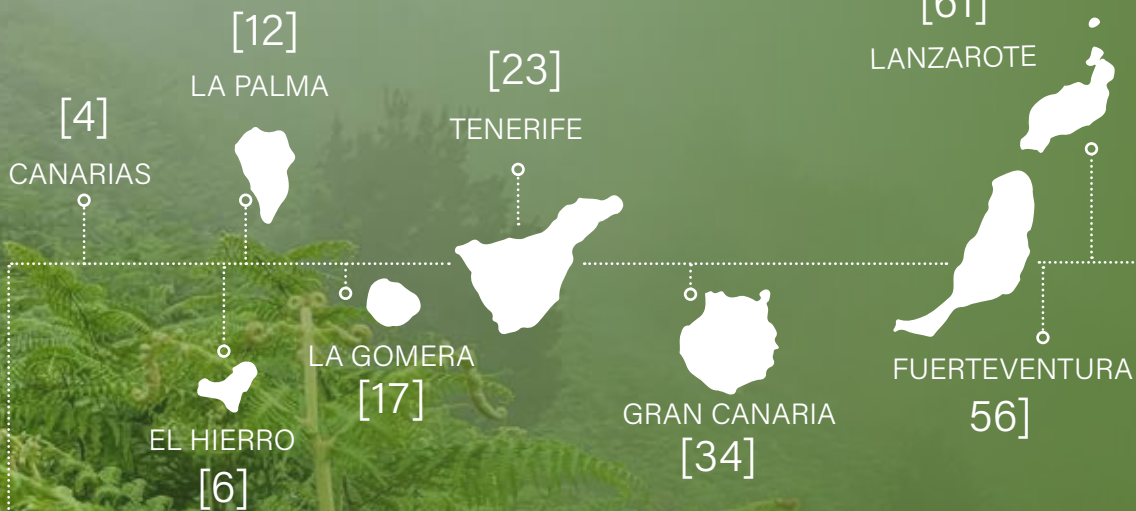 [4]
CANARIAS
[12]
LA PALMA
EL HIERRO
[6]
LA GOMERA
[17]
[23]
TENERIFE
GRAN CANARIA
[34]
FUERTEVENTURA
56]
[61]
LANZAROTE